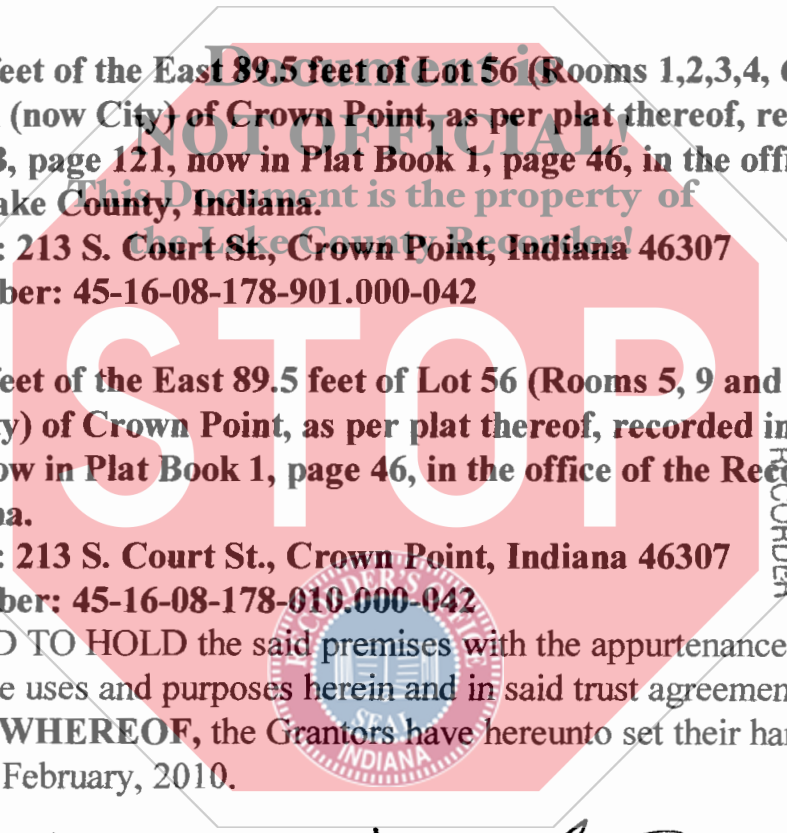 Document is
feet of the East 89.5 feet of Lot 56 (Rooms 1,2,3,4,
(now City) of Crown Point, as per plat thereof, re
NOT OFFICIAL!
3, page 121, now in Plat Book 1, page 46, in the offi
This Document is the property of
ake County, Indiana.
the Lake County Recorder!
: 213 S. Court St., Crown Point, Indiana 46307
ber: 45-16-08-178-901.000-042
STOP
feet of the East 89.5 feet of Lot 56 (Rooms 5, 9 and
y) of Crown Point, as per plat thereof, recorded in
ow in Plat Book 1, page 46, in the office of the Reco
RECORDER
na.
: 213 S. Court St., Crown Point, Indiana 46307
ber: 45-16-08-178-010.000-042
D TO HOLD the said premises with the appurtenance
e uses and purposes herein and in said trust agreemen
WHEREOF, the Grantors have hereunto set their han
February, 2010.
RECORDER'S OFFICE
SEAL
INDIANA